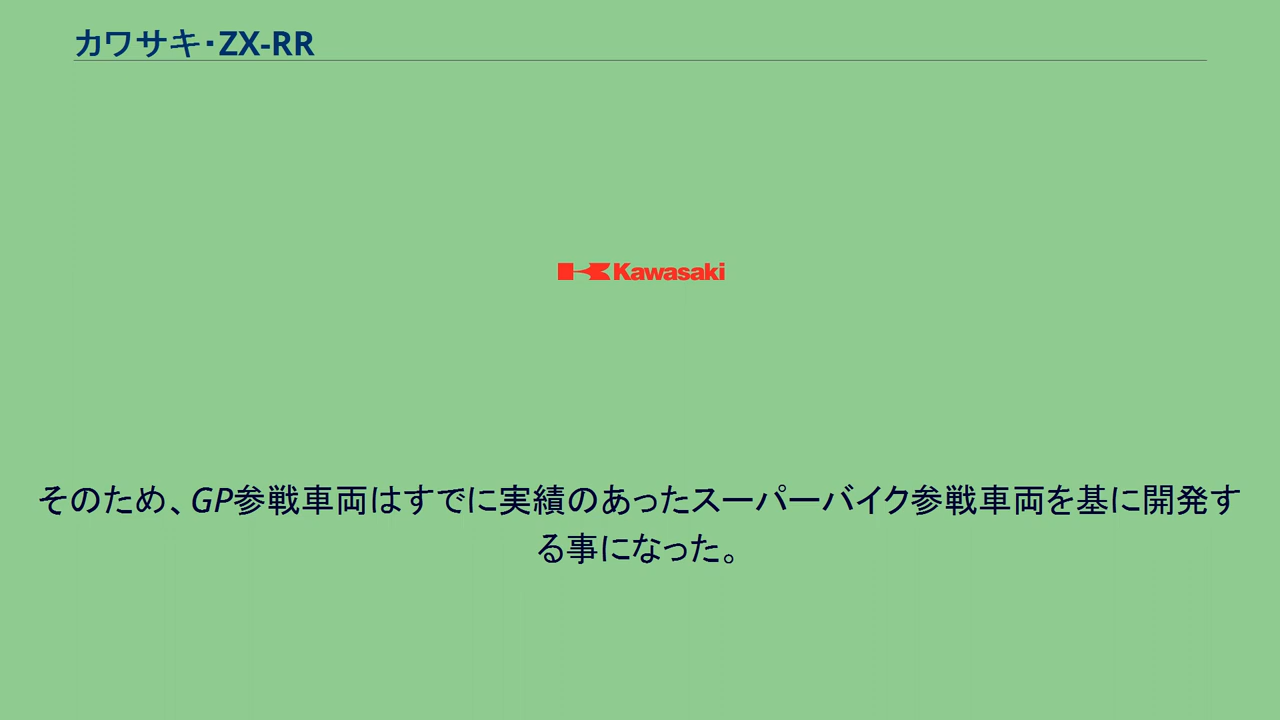 カワサキ・ZX-RR
Kawasaki
そのため、GP参戦車両はすでに実績のあったスーパーバイク参戦車両を基に開発す
る事になった。